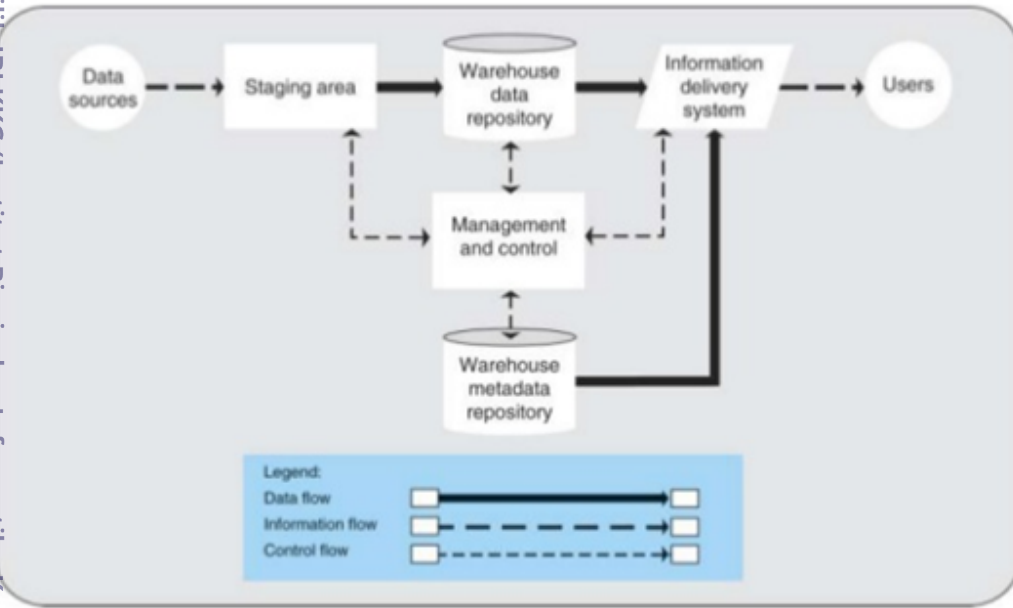 Data
sources
Staging area
Warehouse
data
repository
Information
delivery
system
Users
Management
and control
Warehouse
metadata
repository
Legend:
Data flow
Information flow
Control flow